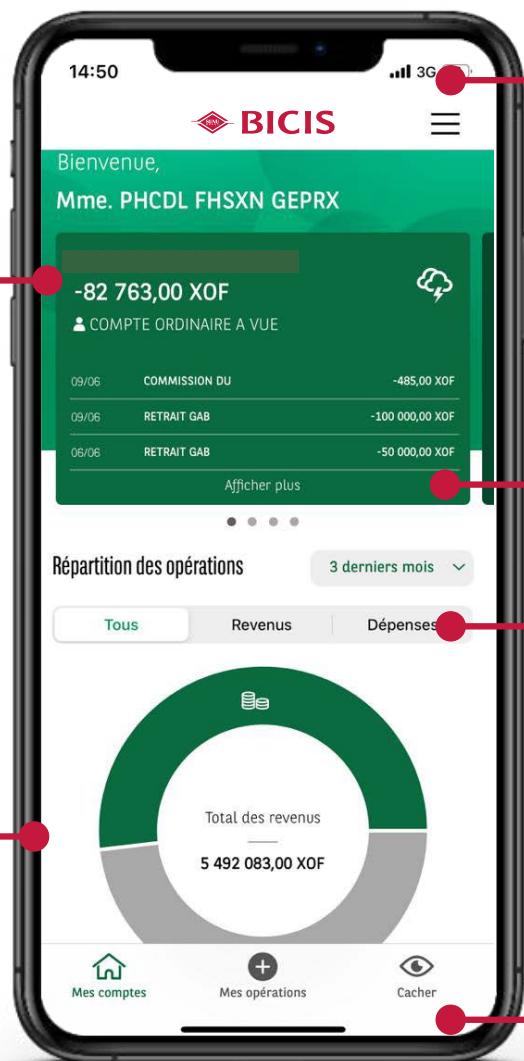 14:50
3G
BICIS
Bienvenue,
Mme. PHCDL FHSXN GEPRX
-82 763,00 XOF
COMPTE ORDINAIRE A VUE
09/06 COMMISSION DU -485,00 XOF
09/06 RETRAIT GAB -100 000,00 XOF
06/06 RETRAIT GAB -50 000,00 XOF
Afficher plus
Répartition des opérations
3 derniers mois
Tous Revenus Dépenses
Total des revenus
5 492 083,00 XOF
Mes comptes Mes opérations Cacher